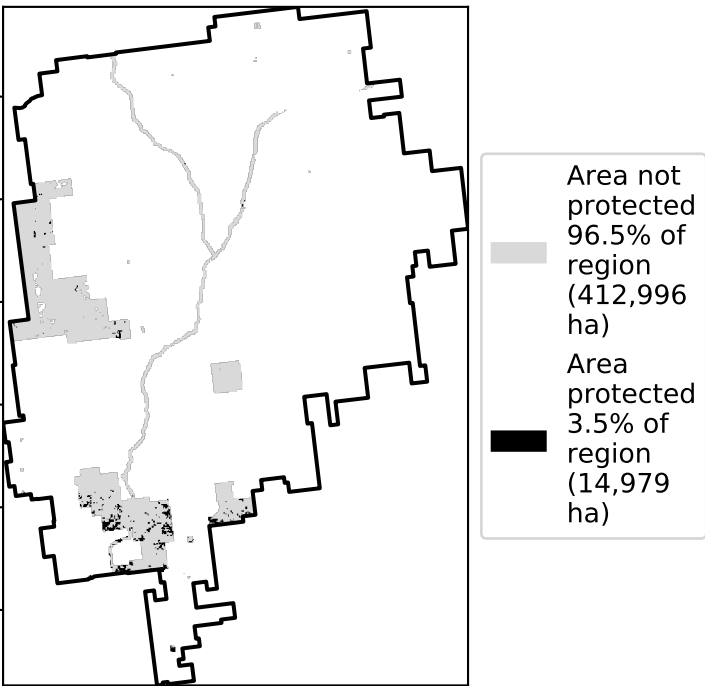 Area not
protected
96.5% of
region
(412,996
ha)
Area
protected
3.5% of
region
(14,979
ha)